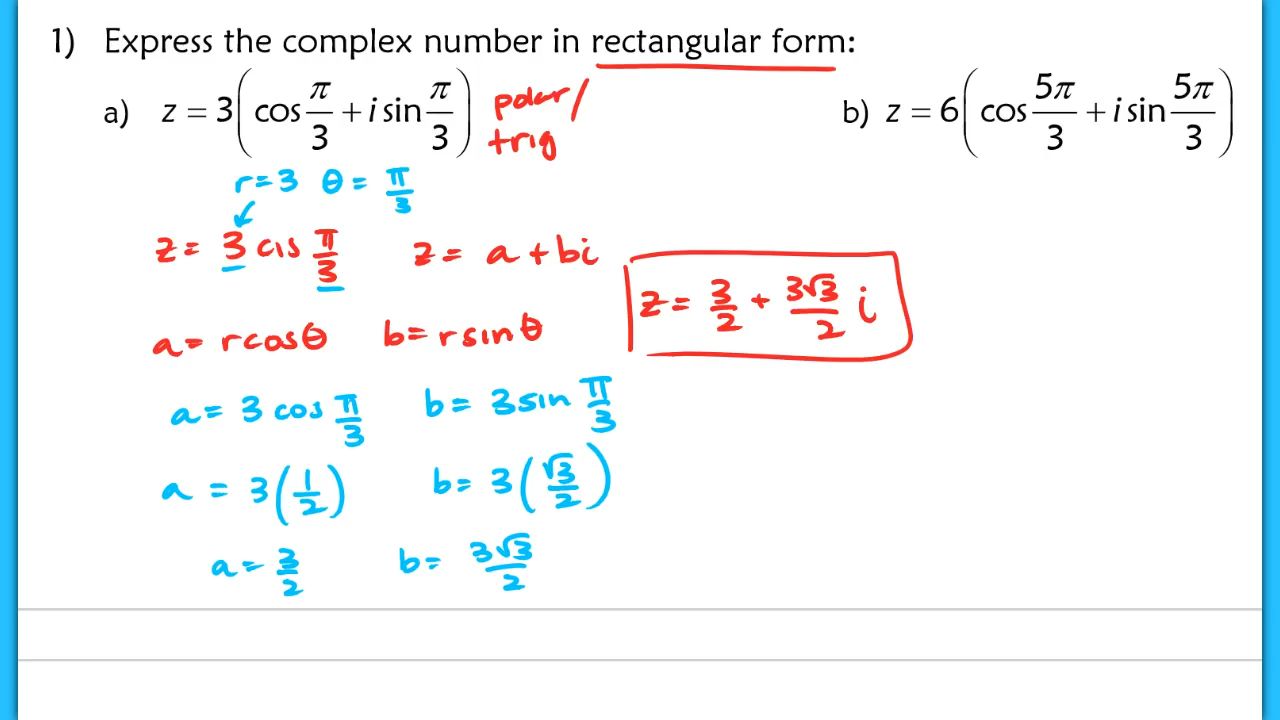 1) Express the complex number in rectangular form:
a) z = 3(cos π/3 + i sin π/3) polar/
trig
b) z = 6(cos 5π/3 + i sin 5π/3)
r = 3 θ = π/3
z = 3 cis π/3 z = a + bi
z = 3/2 + 3√3/2 i
a = r cosθ b = r sinθ
a = 3 cos π/3 b = 3 sin π/3
a = 3(1/2) b = 3(√3/2)
a = 3/2 b = 3√3/2